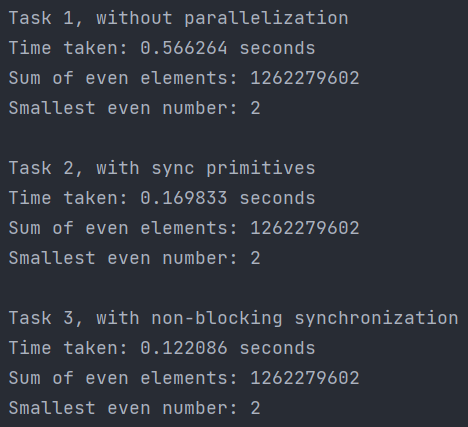 Task 1, without parallelization
Time taken: 0.566264 seconds
Sum of even elements: 1262279602
Smallest even number: 2
Task 2, with sync primitives
Time taken: 0.169833 seconds
Sum of even elements: 1262279602
Smallest even number: 2
Task 3, with non-blocking synchronization
Time taken: 0.122086 seconds
Sum of even elements: 1262279602
Smallest even number: 2